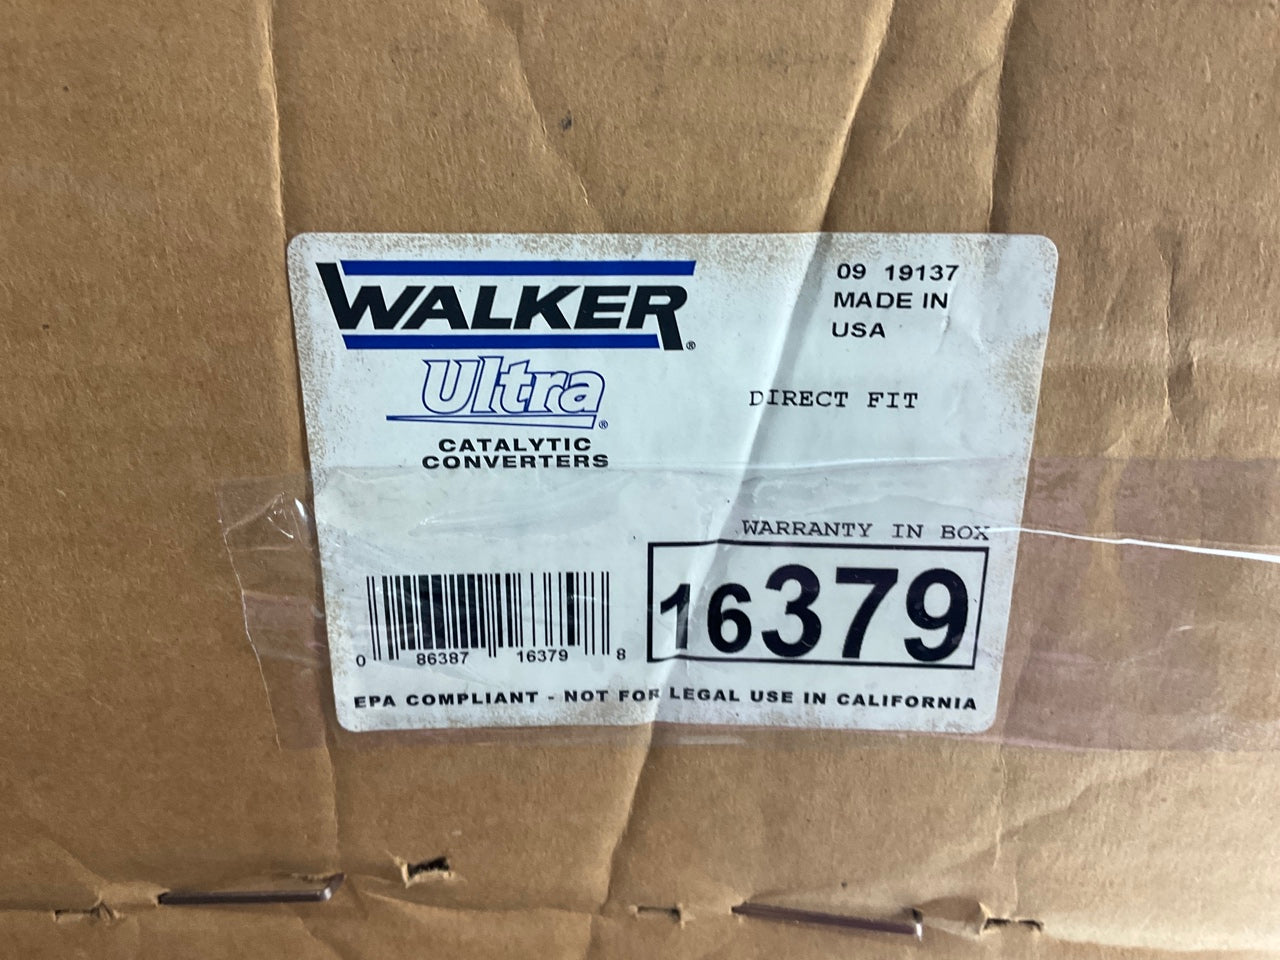 WALKER®
Ultra®
CATALYTIC
CONVERTERS
09 19137
MADE IN
USA
DIRECT FIT
WARRANTY IN BOX
16379
0 86387 16379 8
EPA COMPLIANT - NOT FOR LEGAL USE IN CALIFORNIA